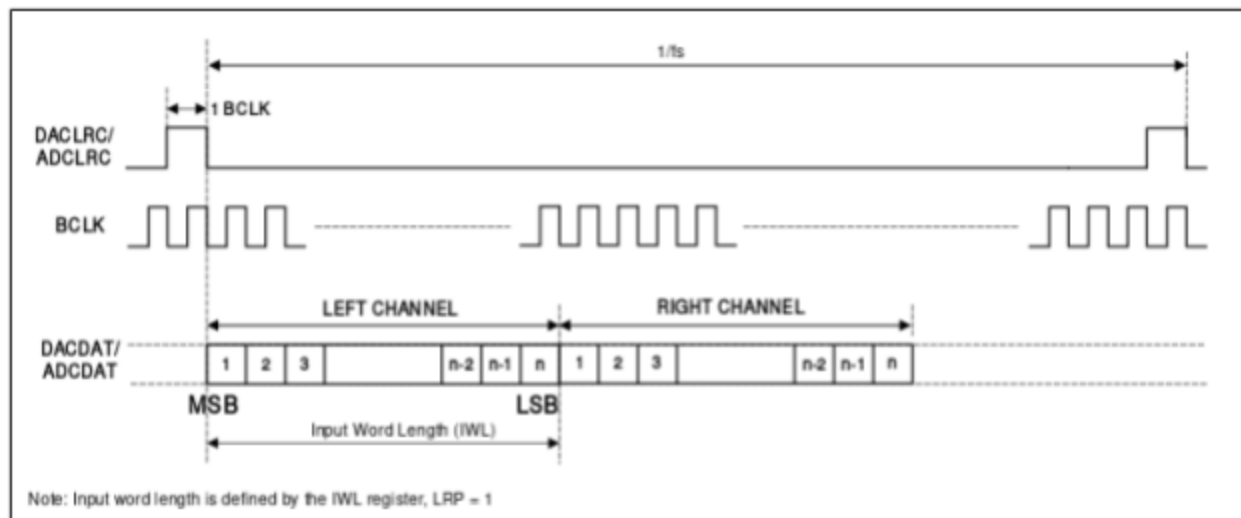 1/fs
1 BCLK
DACLRC/
ADCLRC
BCLK
LEFT CHANNEL
RIGHT CHANNEL
DACDAT/
ADCDAT
1 2 3 n-2 n-1 n 1 2 3 n-2 n-1 n
MSB LSB
Input Word Length (IWL)
Note: Input word length is defined by the IWL register, LRP = 1